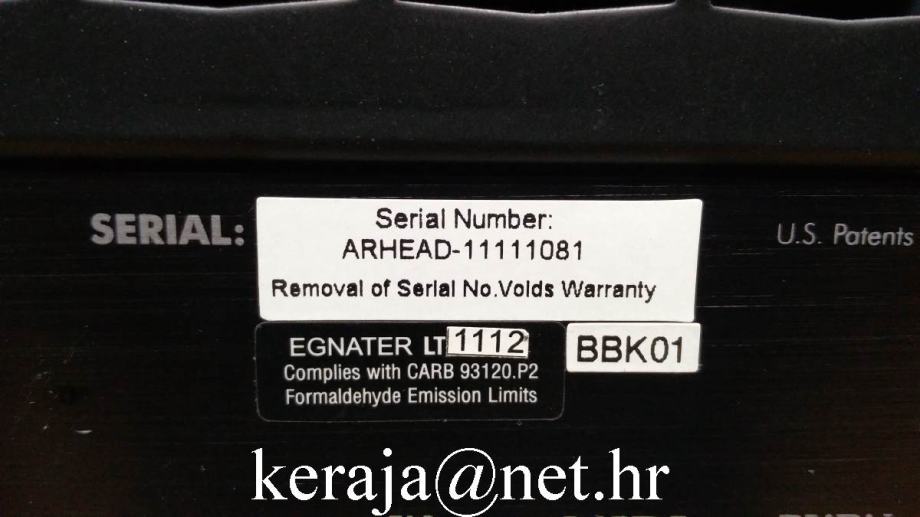 SERIAL:
Serial Number:
ARHEAD-11111081
Removal of Serial No.Voids Warranty
U.S. Patents
EGNATER LT 1112
Complies with CARB 93120.P2
Formaldehyde Emission Limits
BBK01
keraja@net.hr